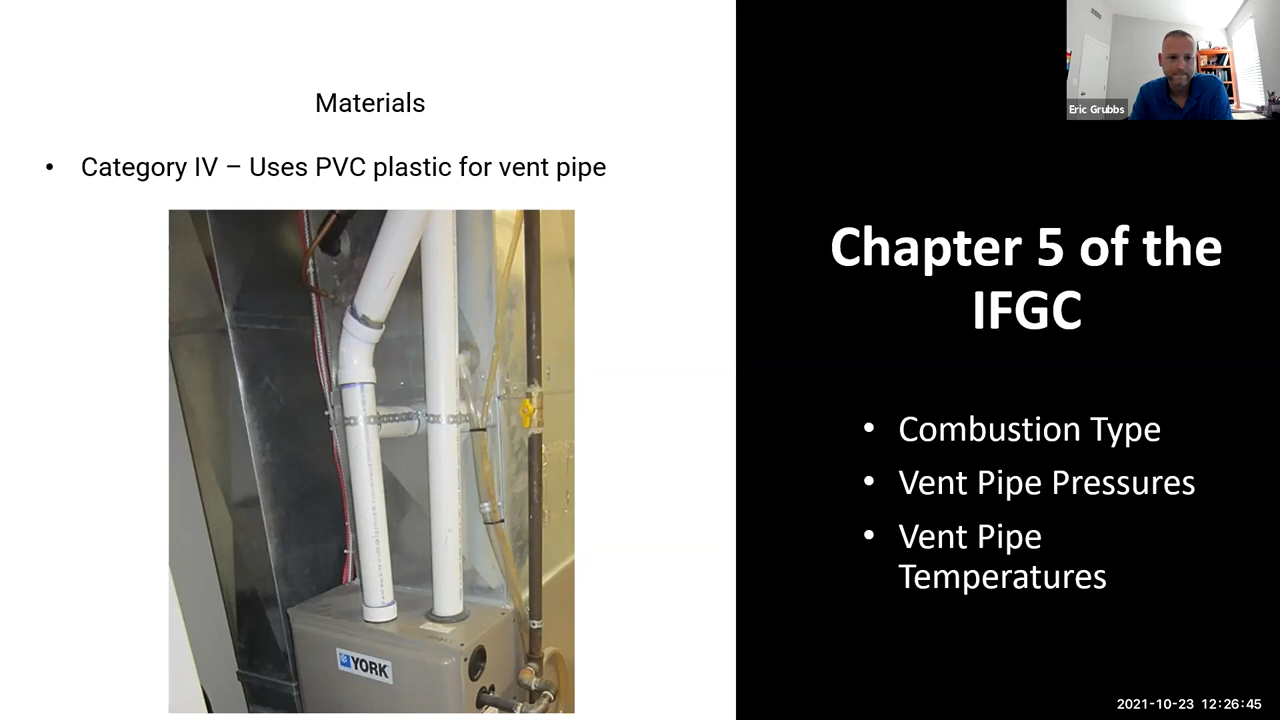 Materials
• Category IV – Uses PVC plastic for vent pipe
YORK
Eric Grubbs
Chapter 5 of the
IFGC
• Combustion Type
• Vent Pipe Pressures
• Vent Pipe
Temperatures
2021-10-23 12:26:45